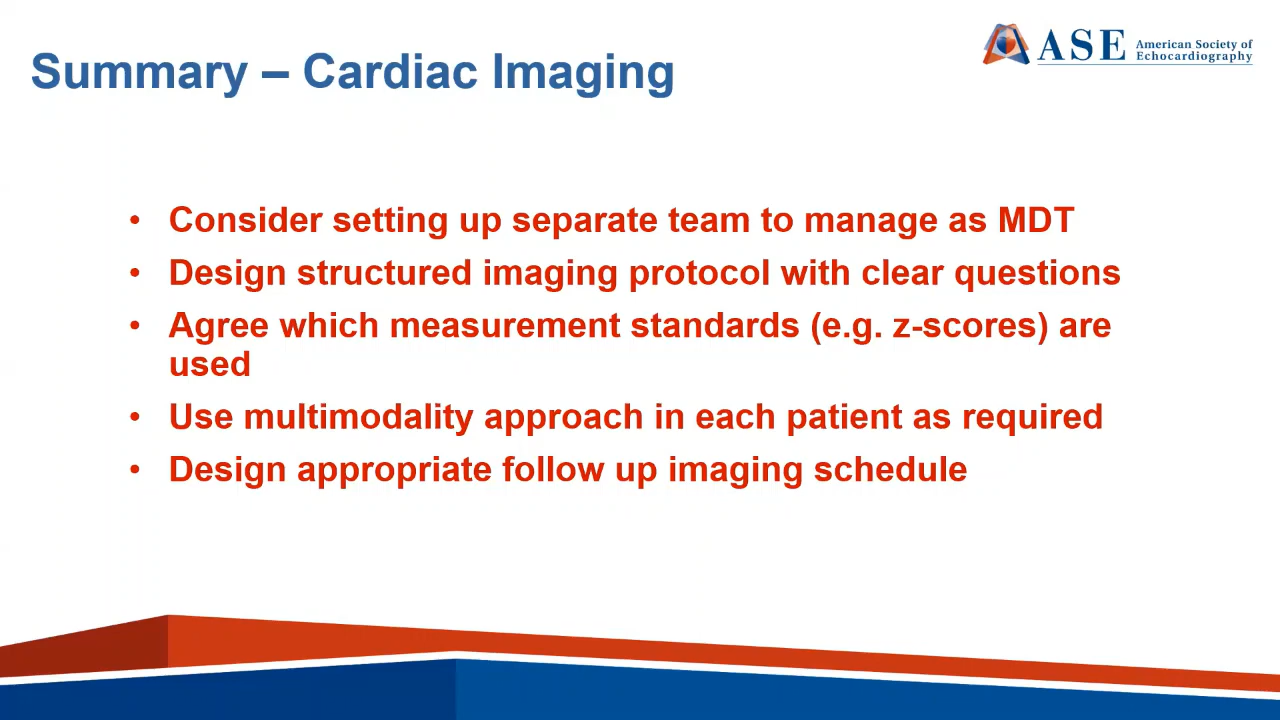 Summary – Cardiac Imaging
ASE American Society of
Echocardiography
• Consider setting up separate team to manage as MDT
• Design structured imaging protocol with clear questions
• Agree which measurement standards (e.g. z-scores) are
used
• Use multimodality approach in each patient as required
• Design appropriate follow up imaging schedule